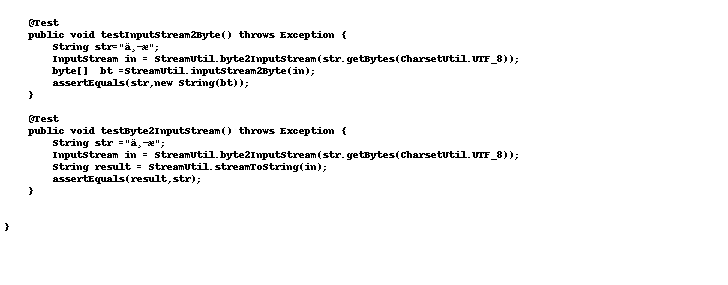 @Test
public void testInputStream2Byte() throws Exception {
String str="ä¸­æ";
InputStream in = StreamUtil.byte2InputStream(str.getBytes(CharsetUtil.UTF_8));
byte[]  bt =StreamUtil.inputStream2Byte(in);
assertEquals(str,new String(bt));
}
@Test
public void testByte2InputStream() throws Exception {
String str ="ä¸­æ";
InputStream in = StreamUtil.byte2InputStream(str.getBytes(CharsetUtil.UTF_8));
String result = StreamUtil.streamToString(in);
assertEquals(result,str);
}
}